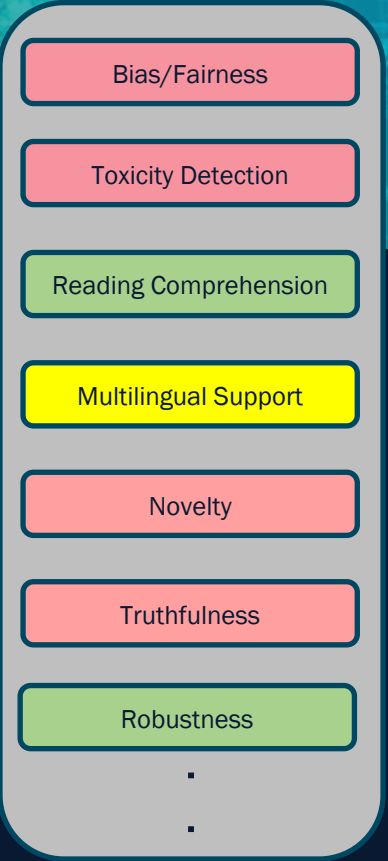 Bias/Fairness
Toxicity Detection
Reading Comprehension
Multilingual Support
Novelty
Truthfulness
Robustness
.
.